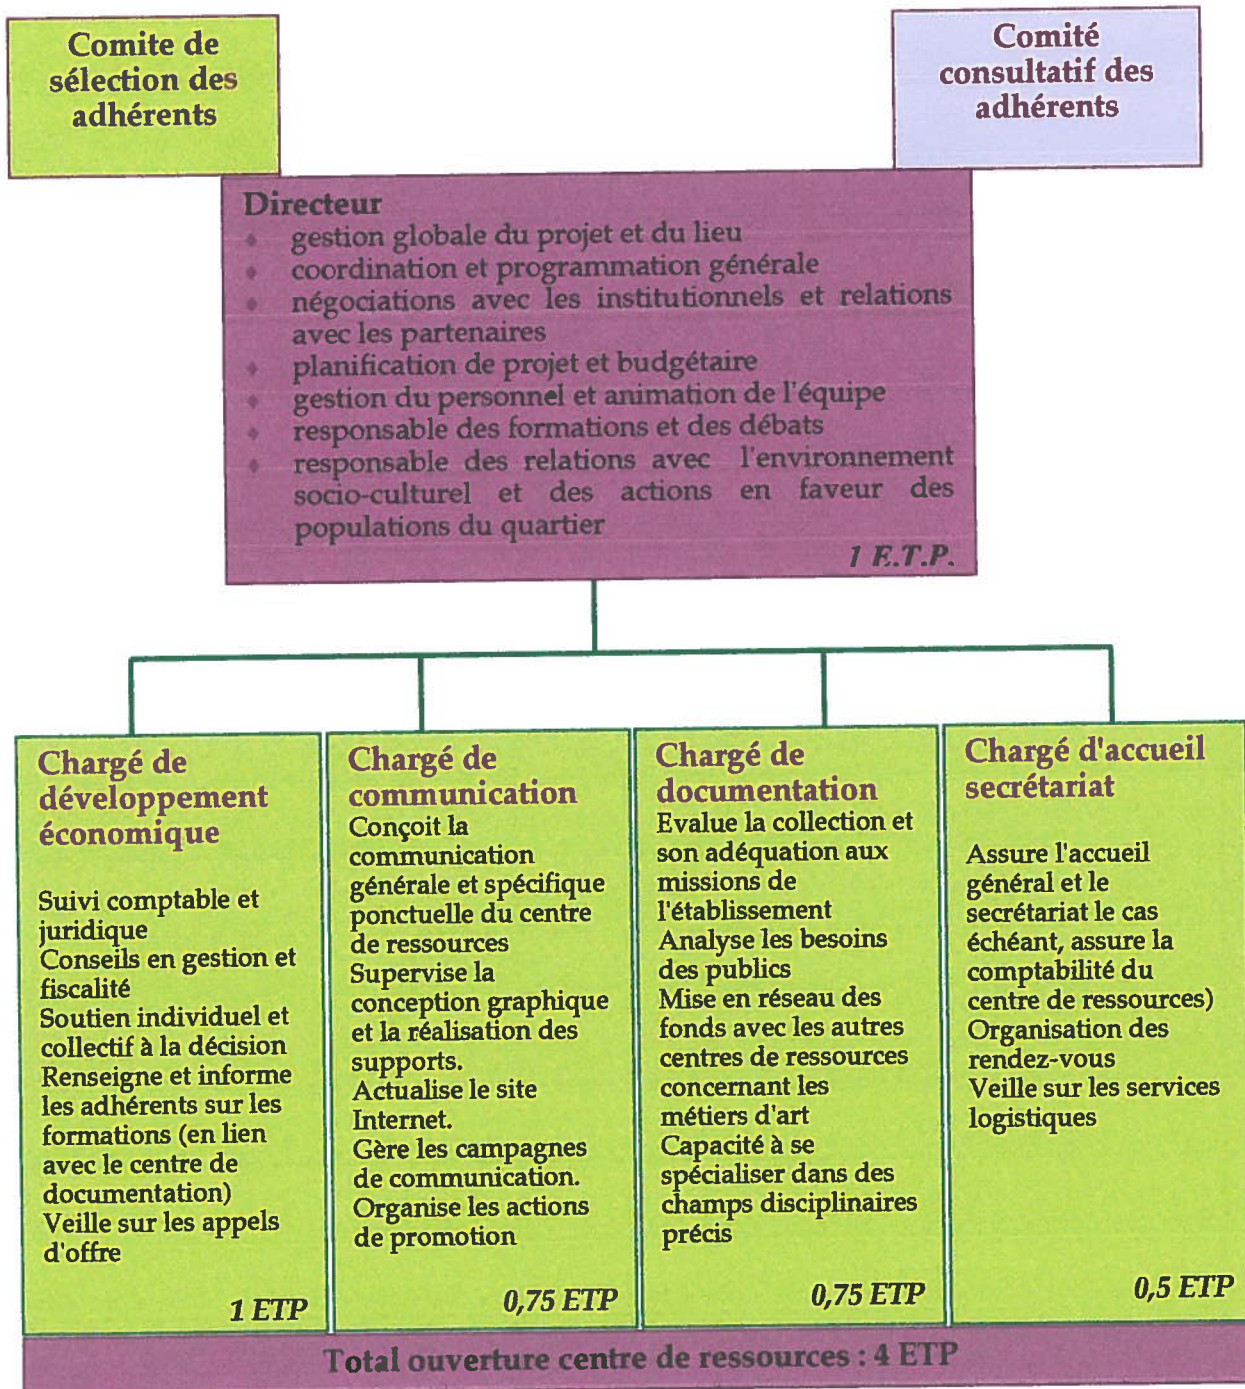 Comite de
sélection des
adhérents
Comité
consultatif des
adhérents
Directeur
♦ gestion globale du projet et du lieu
♦ coordination et programmation générale
♦ négociations avec les institutionnels et relations
avec les partenaires
♦ planification de projet et budgétaire
♦ gestion du personnel et animation de l'équipe
♦ responsable des formations et des débats
♦ responsable des relations avec l'environnement
socio-culturel et des actions en faveur des
populations du quartier
1 E.T.P.
Chargé de
développement
économique
Suivi comptable et
juridique
Conseils en gestion et
fiscalité
Soutien individuel et
collectif à la décision
Renseigne et informe
les adhérents sur les
formations (en lien
avec le centre de
documentation)
Veille sur les appels
d'offre
1 ETP
Chargé de
communication
Conçoit la
communication
générale et spécifique
ponctuelle du centre
de ressources
Supervise la
conception graphique
et la réalisation des
supports.
Actualise le site
Internet.
Gère les campagnes
de communication.
Organise les actions
de promotion
0,75 ETP
Chargé de
documentation
Evalue la collection et
son adéquation aux
missions de
l'établissement
Analyse les besoins
des publics
Mise en réseau des
fonds avec les autres
centres de ressources
concernant les
métiers d'art
Capacité à se
spécialiser dans des
champs disciplinaires
précis
0,75 ETP
Chargé d'accueil
secrétariat
Assure l'accueil
général et le
secrétariat le cas
échéant, assure la
comptabilité du
centre de ressources)
Organisation des
rendez-vous
Veille sur les services
logistiques
0,5 ETP
Total ouverture centre de ressources : 4 ETP